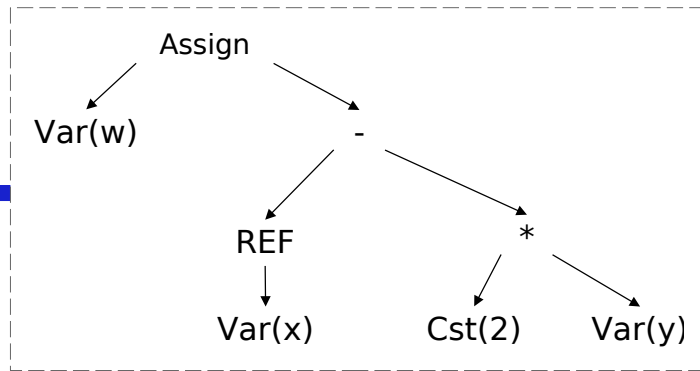 Assign
Var(w)
-
REF
*
Var(x)
Cst(2)
Var(y)